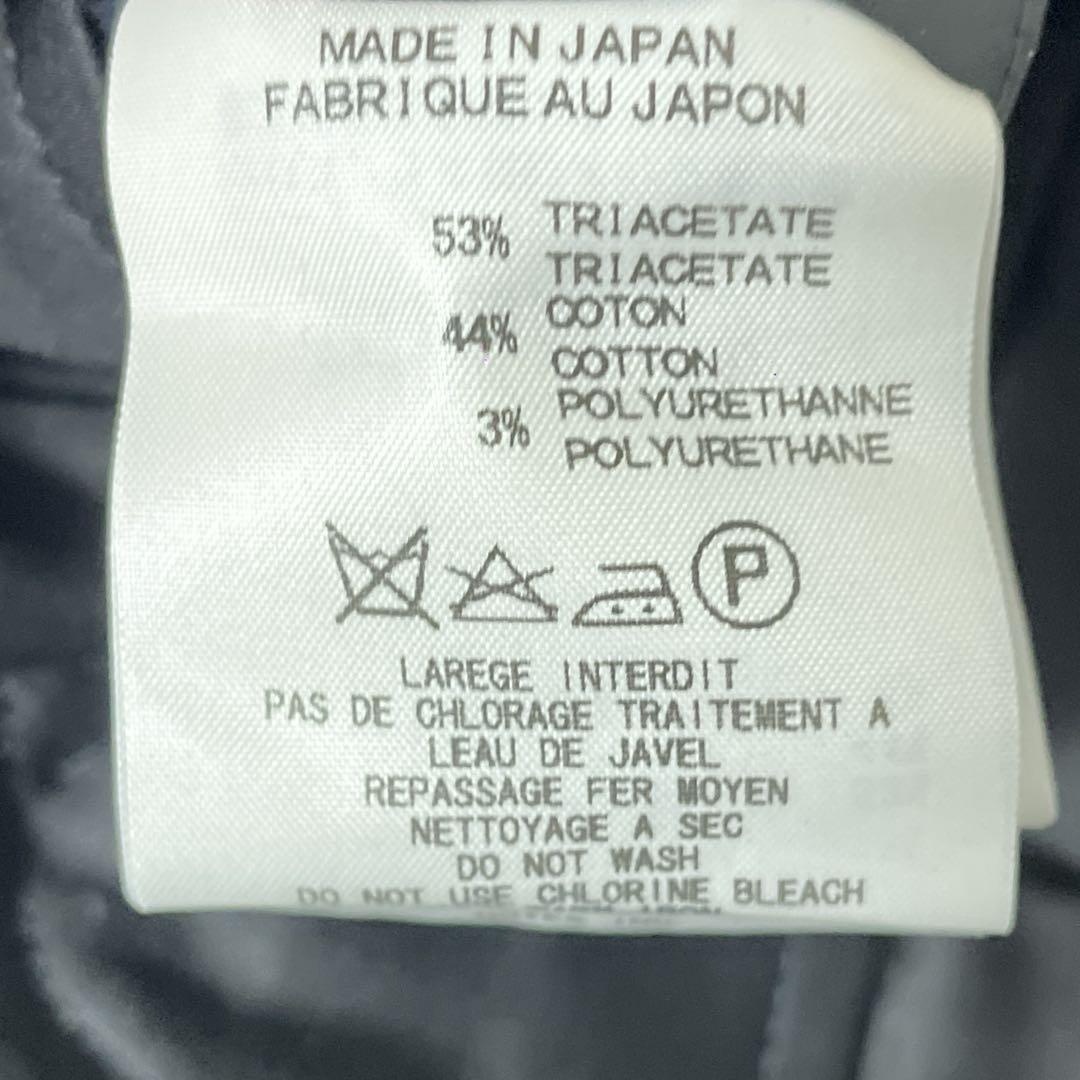 MADE IN JAPAN
FABRIQUE AU JAPON
53% TRIACETATE
TRIACETATE
44% COTON
COTTON
3% POLYURETHANNE
POLYURETHANE
P
LAREGE INTERDIT
PAS DE CHLORAGE TRAITEMENT A
LEAU DE JAVEL
REPASSAGE FER MOYEN
NETTOYAGE A SEC
DO NOT WASH
DO NOT USE CHLORINE BLEACH